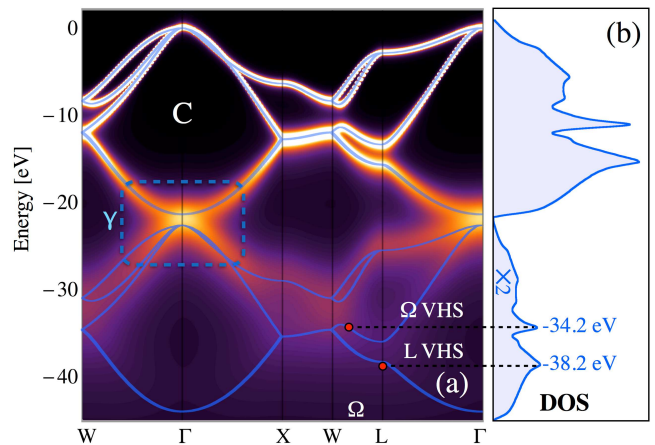 0
−10
−20
−30
−40
Energy [eV]
C
γ
Ω VHS
L VHS
(a)
Ω
W Γ X W L Γ
(b)
×2
-34.2 eV
-38.2 eV
DOS